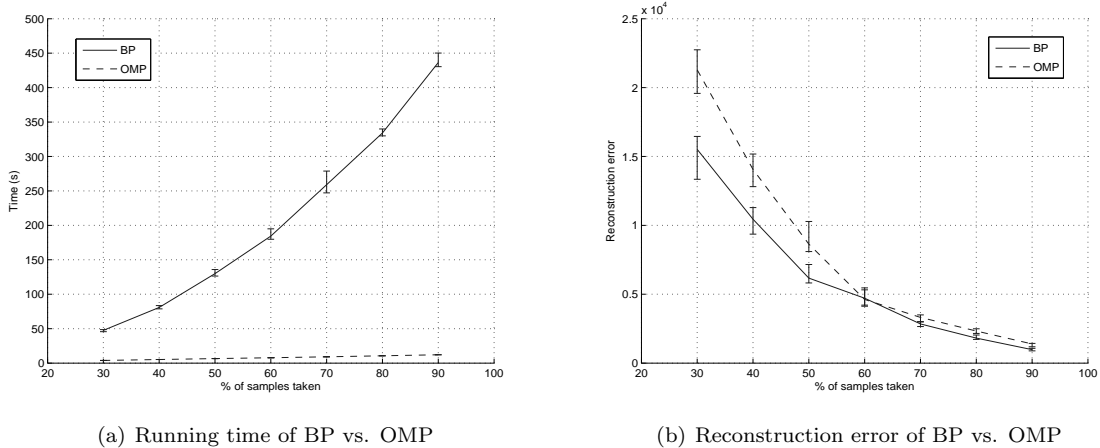 500
450
400
350
300
250
200
150
100
50
0
Time (s)
BP
OMP
20 30 40 50 60 70 80 90 100
% of samples taken
(a) Running time of BP vs. OMP
x 10^4
2.5
2
1.5
1
0.5
0
Reconstruction error
BP
OMP
20 30 40 50 60 70 80 90 100
% of samples taken
(b) Reconstruction error of BP vs. OMP